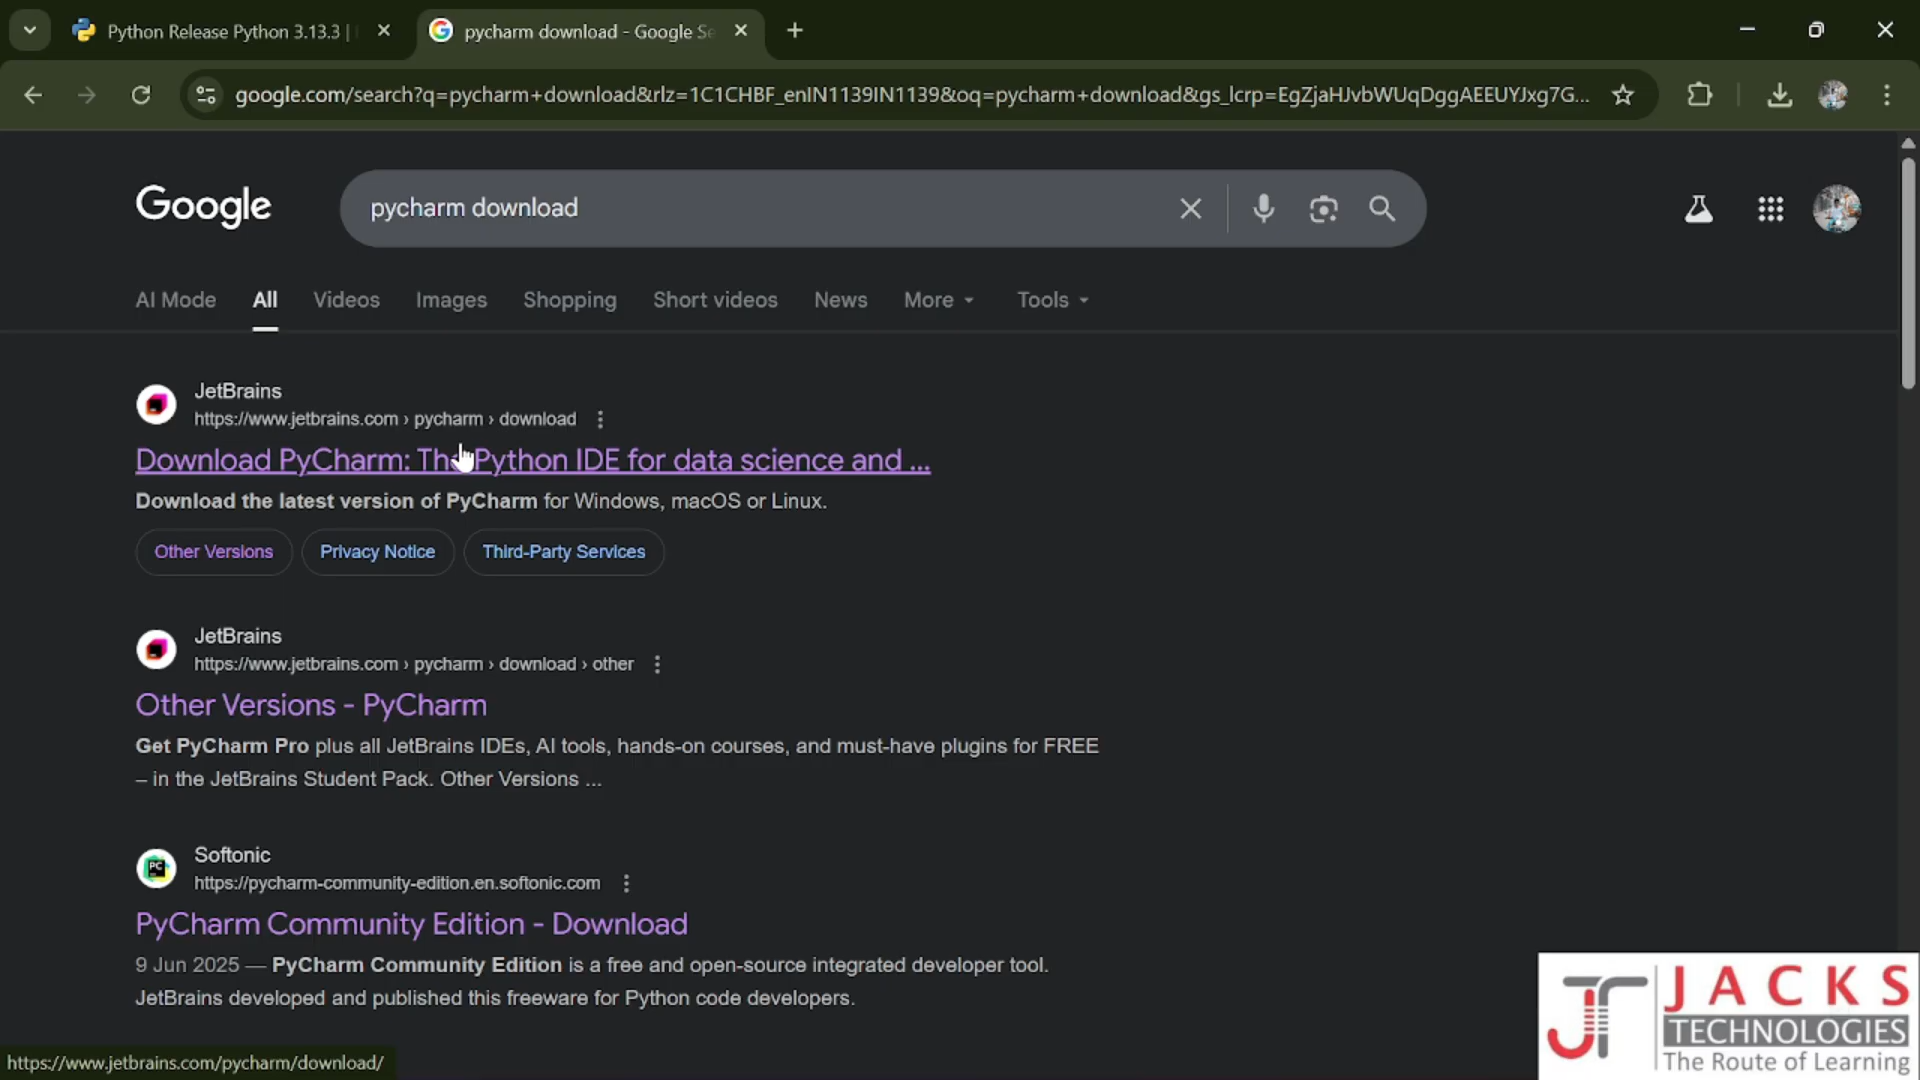 Python Release Python 3.13.3 |
pycharm download - Google Se
google.com/search?q=pycharm+download&rlz=1C1CHBF_enIN1139IN1139&oq=pycharm+download&gs_lcrp=EgZjaHJvbWUqDggAEEUYJxg7G...
Google
pycharm download
AI Mode
All
Videos
Images
Shopping
Short videos
News
More
Tools
JetBrains
https://www.jetbrains.com › pycharm › download
Download PyCharm: The Python IDE for data science and ...
Download the latest version of PyCharm for Windows, macOS or Linux.
Other Versions
Privacy Notice
Third-Party Services
JetBrains
https://www.jetbrains.com › pycharm › download › other
Other Versions - PyCharm
Get PyCharm Pro plus all JetBrains IDEs, AI tools, hands-on courses, and must-have plugins for FREE
– in the JetBrains Student Pack. Other Versions ...
Softonic
https://pycharm-community-edition.en.softonic.com
PyCharm Community Edition - Download
9 Jun 2025 — PyCharm Community Edition is a free and open-source integrated developer tool.
JetBrains developed and published this freeware for Python code developers.
https://www.jetbrains.com/pycharm/download/
JACKS
TECHNOLOGIES
The Route of Learning